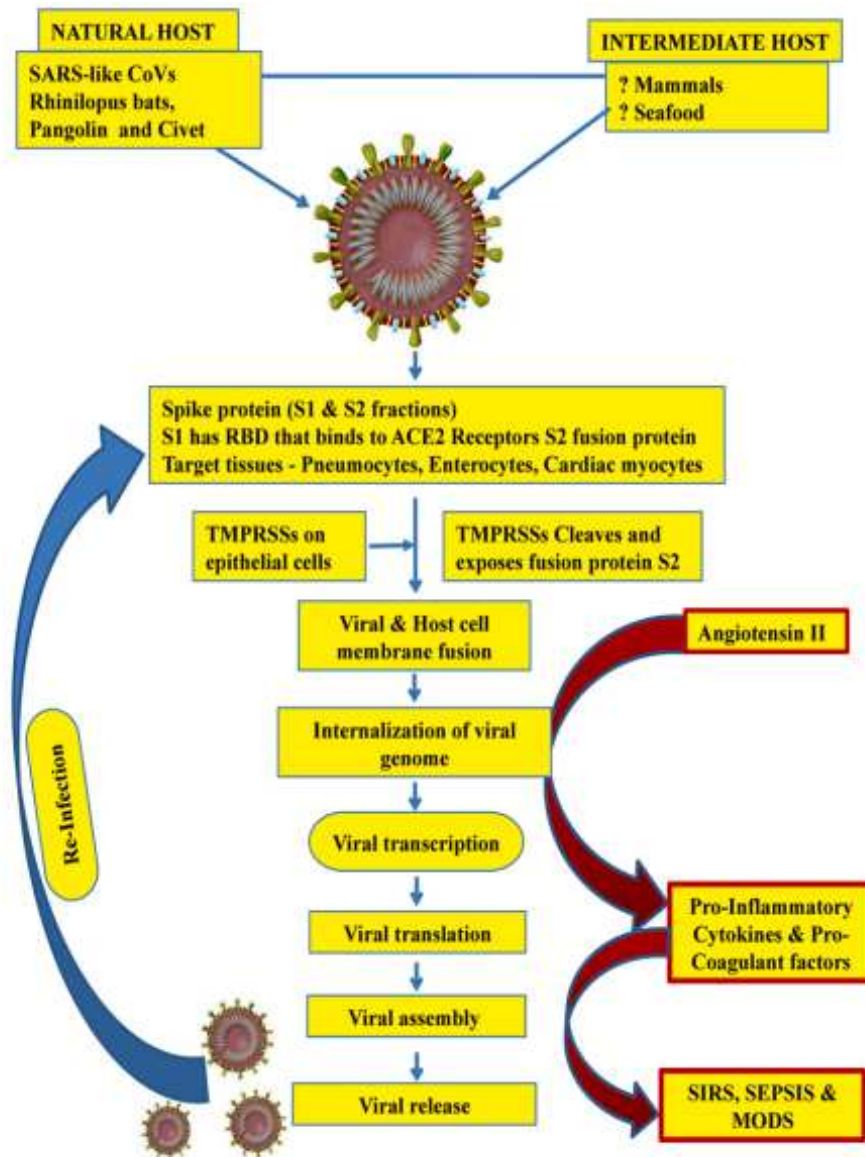 NATURAL HOST
SARS-like CoVs
Rhinilopus bats,
Pangolin and Civet
INTERMEDIATE HOST
? Mammals
? Seafood
Spike protein (S1 & S2 fractions)
S1 has RBD that binds to ACE2 Receptors S2 fusion protein
Target tissues - Pneumocytes, Enterocytes, Cardiac myocytes
TMPRSSs on
epithelial cells
TMPRSSs Cleaves and
exposes fusion protein S2
Viral & Host cell
membrane fusion
Angiotensin II
Internalization of viral
genome
Re-Infection
Viral transcription
Viral translation
Pro-Inflammatory
Cytokines & Pro-
Coagulant factors
Viral assembly
Viral release
SIRS, SEPSIS &
MODS